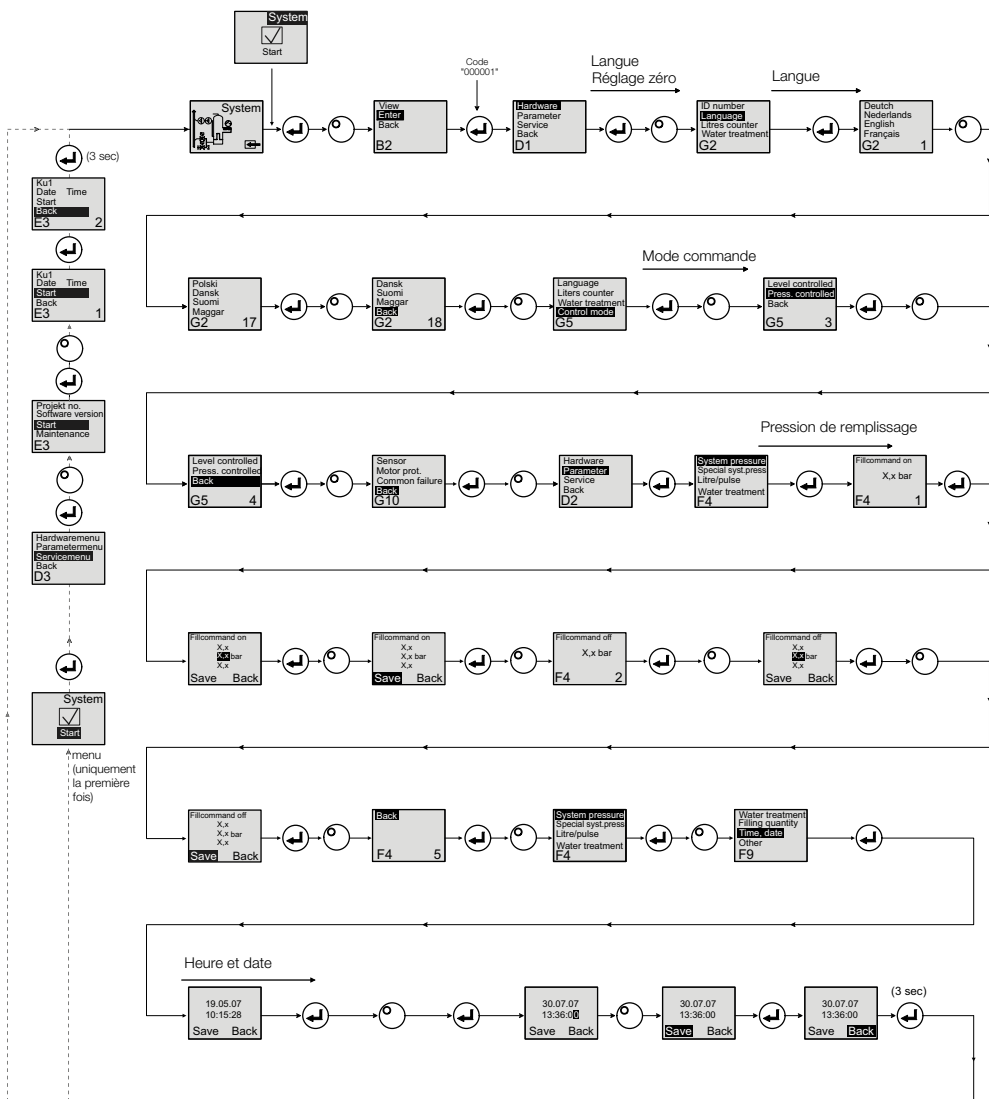 System
Start
Code
"000001"
Langue
Réglage zéro
Langue
System
View
Enter
Back
B2
Hardware
Parameter
Service
Back
D1
ID number
Language
Litres counter
Water treatment
G2
Deutch
Nederlands
English
Français
G2 1
(3 sec)
Ku1
Date Time
Start
Back
E3 2
Ku1
Date Time
Start
Back
E3 1
Projekt no.
Software version
Start
Maintenance
E3
Hardwaremenu
Parametermenu
Servicemenu
Back
D3
System
Start
menu
(uniquement
la première
fois)
Mode commande
Polski
Dansk
Suomi
Maggar
G2 17
Dansk
Suomi
Maggar
Back
G2 18
Language
Liters counter
Water treatment
Control mode
G5
Level controlled
Press. controlled
Back
G5 3
Pression de remplissage
Level controlled
Press. controlled
Back
G5 4
Sensor
Motor prot.
Common failure
Back
G10
Hardware
Parameter
Service
Back
D2
System pressure
Special syst.press
Litre/pulse
Water treatment
F4
Fillcommand on
X,x bar
F4 1
Fillcommand on
X,x
X,x bar
X,x
Save Back
Fillcommand on
X,x
X,x bar
X,x
Save Back
Fillcommand off
X,x bar
F4 2
Fillcommand off
X,x
X,x bar
X,x
Save Back
Fillcommand off
X,x
X,x bar
X,x
Save Back
Back
F4 5
System pressure
Special syst.press
Litre/pulse
Water treatment
F4
Water treatment
Filling quantity
Time, date
Other
F9
Heure et date
19.05.07
10:15:28
Save Back
30.07.07
13:36:00
Save Back
30.07.07
13:36:00
Save Back
30.07.07
13:36:00
Save Back
(3 sec)